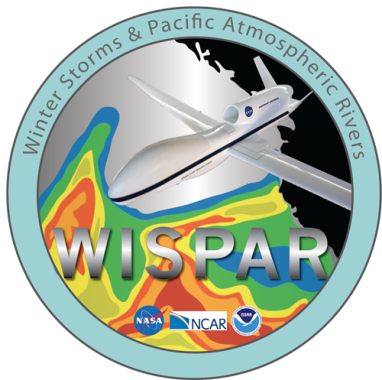 Winter Storms & Pacific Atmospheric Rivers
WISPAR
NASA
NCAR
NOAA